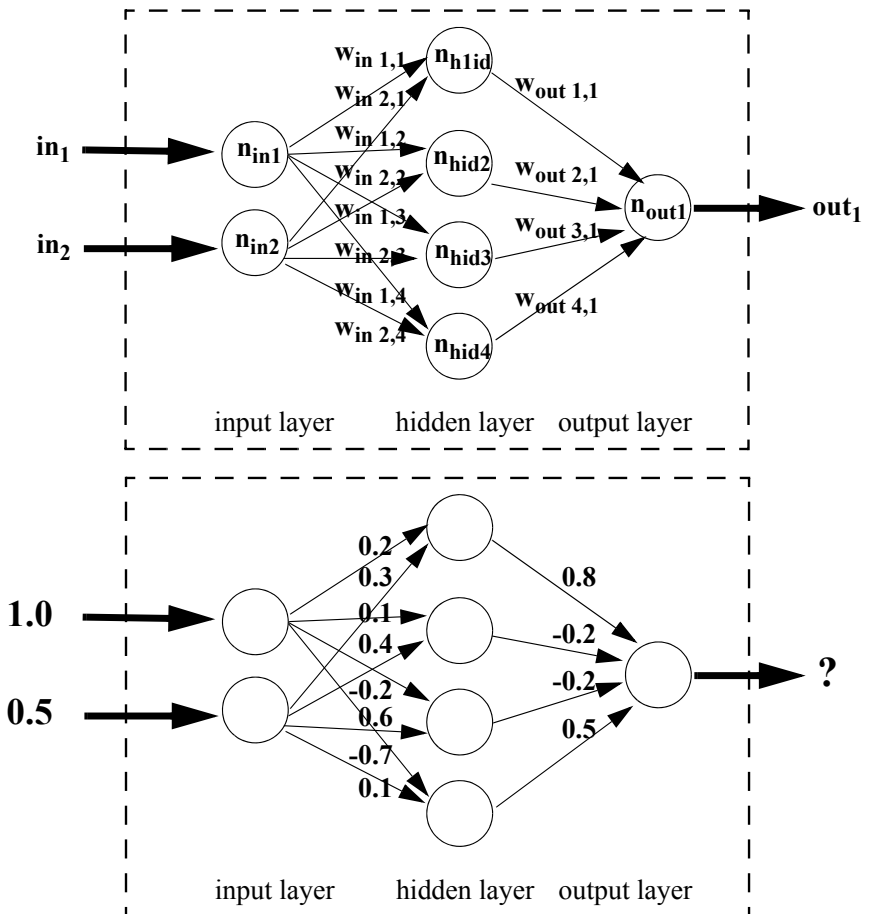 w_in 1,1
n_h1id
w_in 2,1
w_out 1,1
in_1
n_in1
w_in 1,2
n_hid2
w_in 2,2
w_out 2,1
n_out1
out_1
w_in 1,3
in_2
n_in2
w_in 2,3
n_hid3
w_out 3,1
w_in 1,4
w_out 4,1
w_in 2,4
n_hid4
input layer hidden layer output layer
0.2
0.3
0.8
1.0
0.1
0.4
-0.2
-0.2
-0.2
?
0.5
0.6
0.5
-0.7
0.1
input layer hidden layer output layer